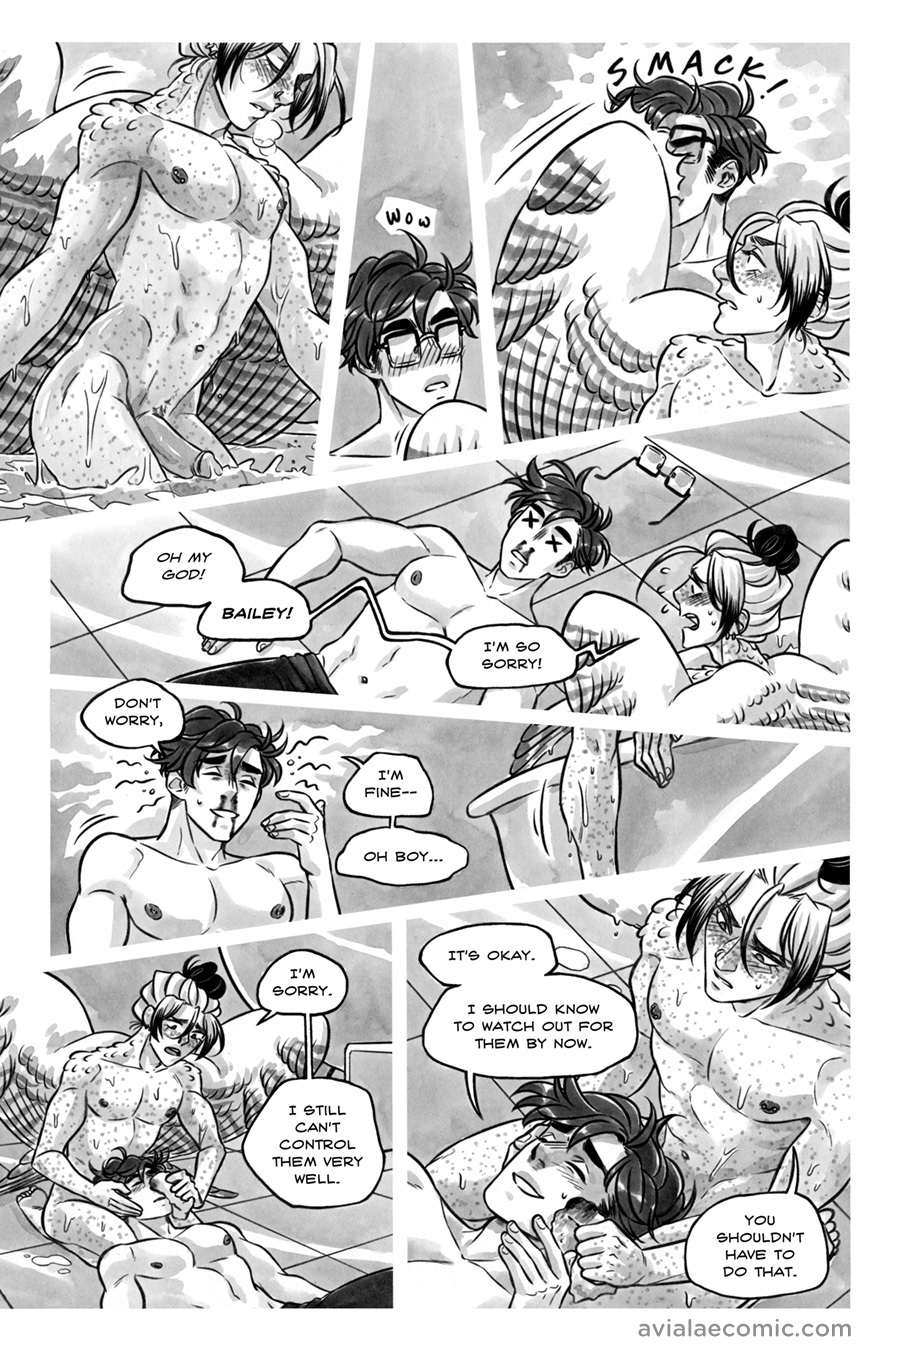 WOW
SMACK!
OH MY
GOD!
BAILEY!
I'M SO
SORRY!
DON'T
WORRY,
I'M
FINE--
OH BOY...
I'M
SORRY.
I STILL
CAN'T
CONTROL
THEM VERY
WELL.
IT'S OKAY.
I SHOULD KNOW
TO WATCH OUT FOR
THEM BY NOW.
YOU
SHOULDN'T
HAVE TO
DO THAT.
avialaecomic.com